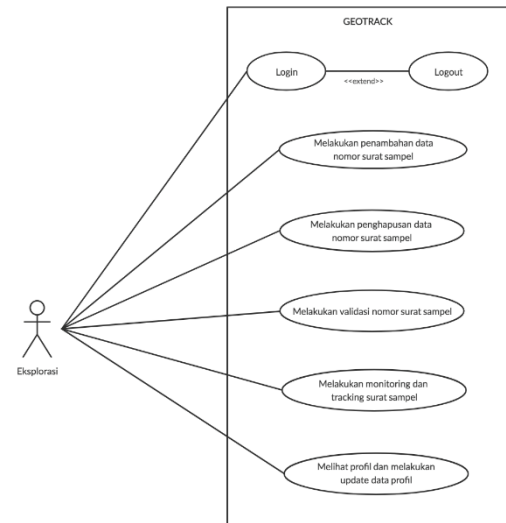 GEOTRACK
Login
<<extend>>
Logout
Melakukan penambahan data
nomor surat sampel
Melakukan penghapusan data
nomor surat sampel
Melakukan validasi nomor surat sampel
Eksplorasi
Melakukan monitoring dan
tracking surat sampel
Melihat profil dan melakukan
update data profil